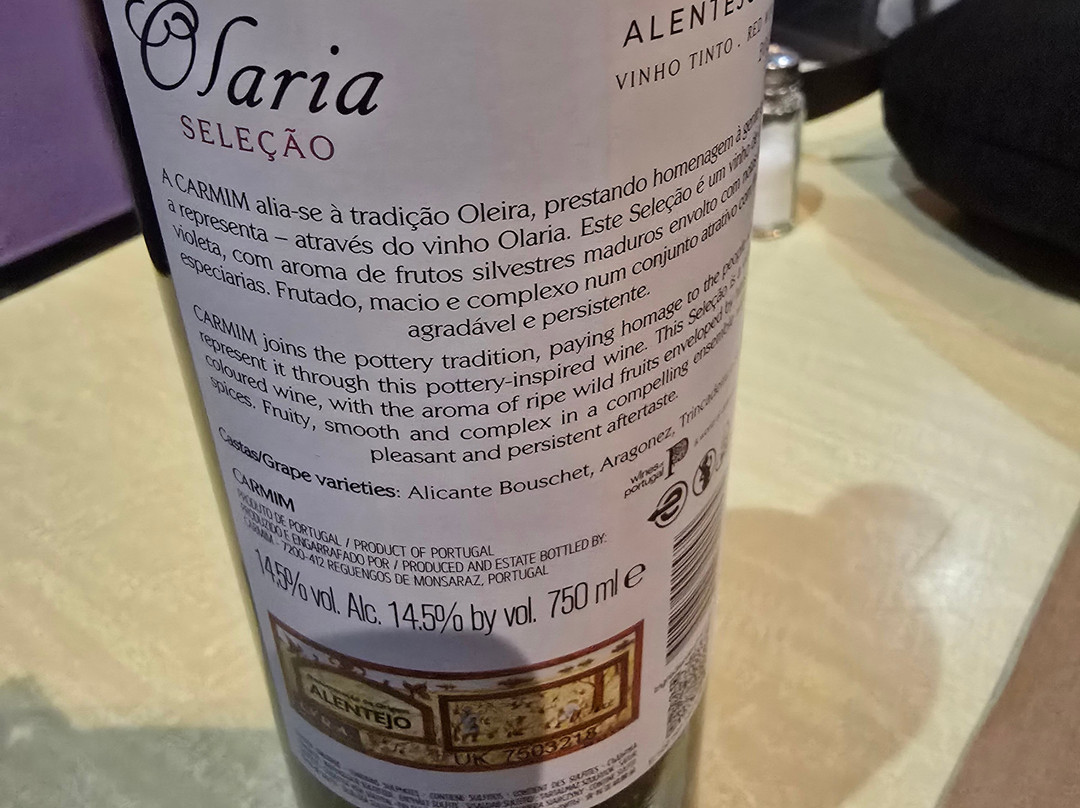 Olaria
SELEÇÃO
ALENTEJO
VINHO TINTO . RED
A CARMIM alia-se à tradição Oleira, prestando homenagem à
a representa – através do vinho Olaria. Este Seleção é um vinho
violeta, com aroma de frutos silvestres maduros envolto com
especiarias. Frutado, macio e complexo num conjunto atrativo
agradável e persistente.
CARMIM joins the pottery tradition, paying homage to the people
represent it through this pottery-inspired wine. This Seleção is
coloured wine, with the aroma of ripe wild fruits enveloped by
spices. Fruity, smooth and complex in a compelling
pleasant and persistent aftertaste.
Castas/Grape varieties: Alicante Bouschet, Aragonez,
wines of
portugal
CARMIM
PRODUTO DE PORTUGAL / PRODUCT OF PORTUGAL
PRODUZIDO E ENGARRAFADO POR / PRODUCED AND ESTATE BOTTLED BY:
CARMIM - 7200-412 REGUENGOS DE MONSARAZ, PORTUGAL
14,5% vol. Alc. 14.5% by vol. 750 ml e
ALENTEJO
UK 7503218